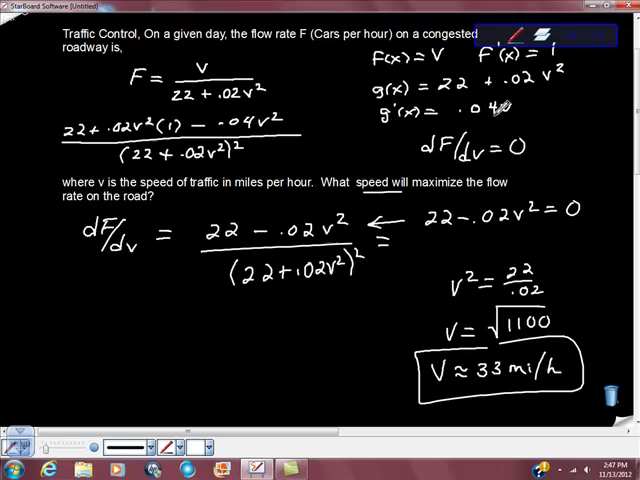 StarBoard Software [Untitled]
Traffic Control, On a given day, the flow rate F (Cars per hour) on a congested
roadway is,
F(x) = V F'(x) = 1
F = V / 22 + .02V²
g(x) = 22 + .02 V²
g'(x) = .04
22 + .02V²(1) - .04V² / (22 + .02V²)²
dF/dV = 0
where v is the speed of traffic in miles per hour. What speed will maximize the flow
rate on the road?
dF/dV = 22 - .02V² / (22 + .02V²)² = ← 22 - .02V² = 0
V² = 22 / .02
V = √1100
V ≈ 33 mi/h
2:47 PM
11/13/2012